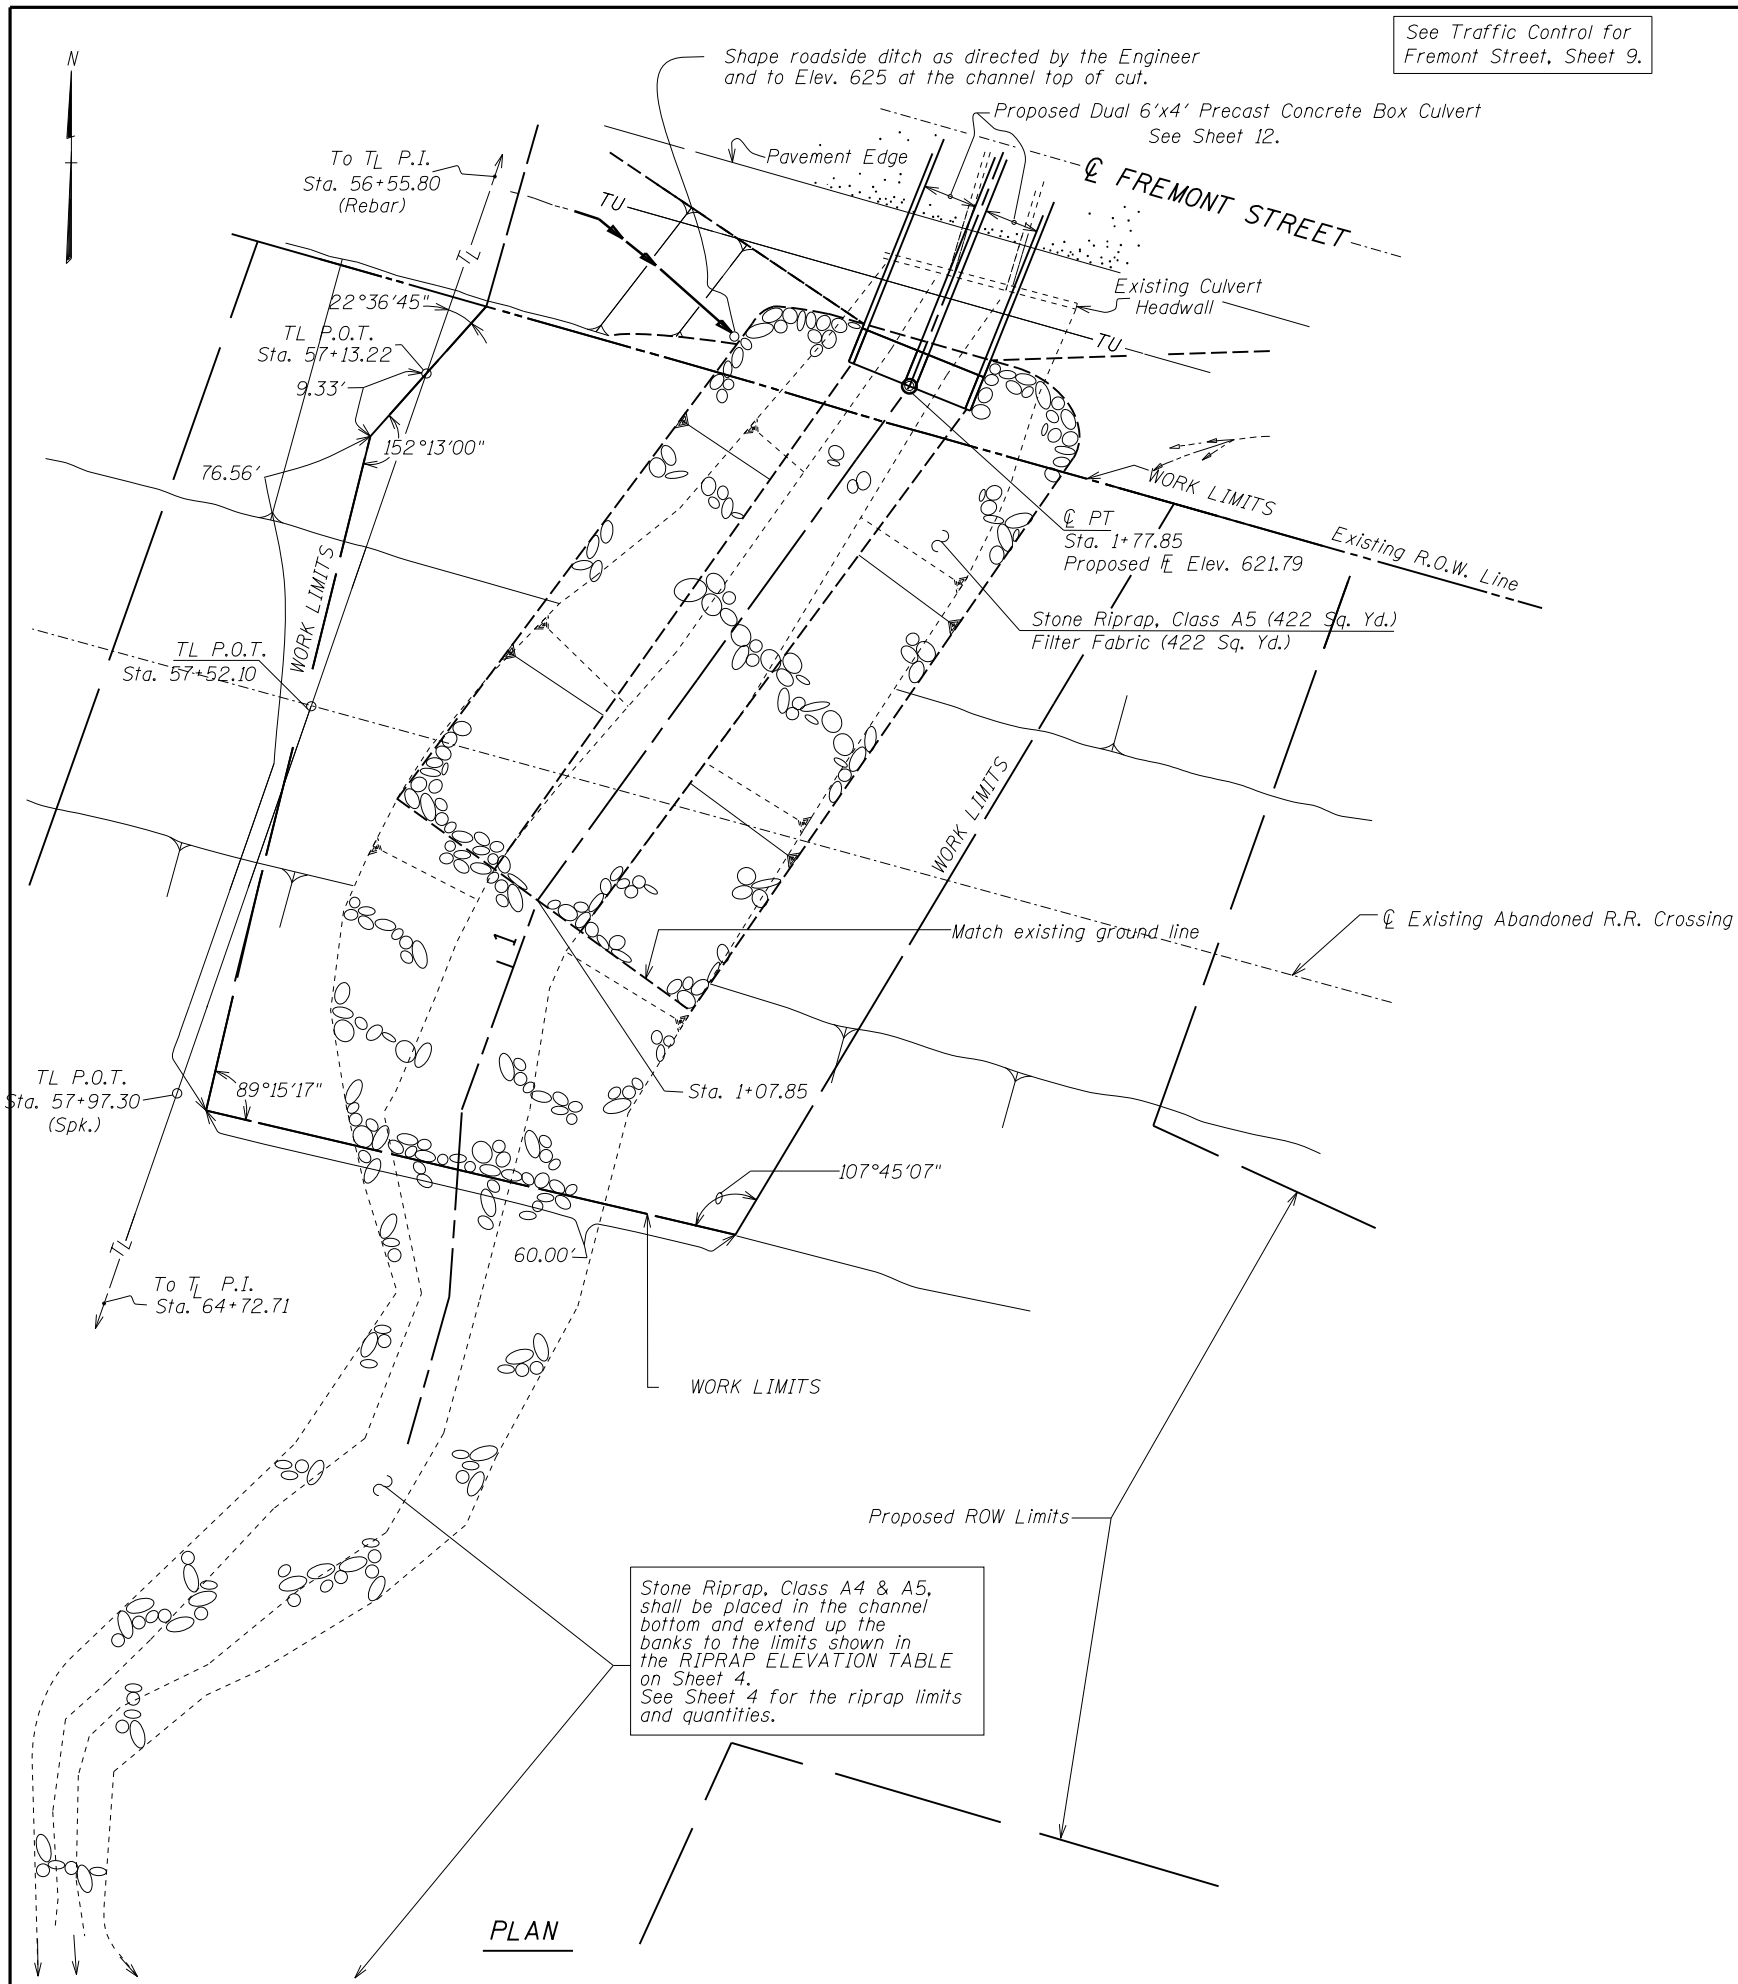 See Traffic Control for
Fremont Street, Sheet 9.
N
Shape roadside ditch as directed by the Engineer
and to Elev. 625 at the channel top of cut.
Proposed Dual 6'x4' Precast Concrete Box Culvert
See Sheet 12.
To TL P.I.
Sta. 56+55.80
(Rebar)
Pavement Edge
℄ FREMONT STREET
TU
TL
Existing Culvert
Headwall
22°36'45"
TL P.O.T.
Sta. 57+13.22
TU
9.33'
152°13'00"
76.56'
WORK LIMITS
℄ PT
Sta. 1+77.85
Proposed FL Elev. 621.79
Existing R.O.W. Line
WORK LIMITS
Stone Riprap, Class A5 (422 Sq. Yd.)
Filter Fabric (422 Sq. Yd.)
TL P.O.T.
Sta. 57+52.10
WORK LIMITS
℄ Existing Abandoned R.R. Crossing
Match existing ground line
L1
TL P.O.T.
Sta. 57+97.30
(Spk.)
89°15'17"
Sta. 1+07.85
107°45'07"
60.00'
TL
To TL P.I.
Sta. 64+72.71
WORK LIMITS
Proposed ROW Limits
Stone Riprap, Class A4 & A5,
shall be placed in the channel
bottom and extend up the
banks to the limits shown in
the RIPRAP ELEVATION TABLE
on Sheet 4.
See Sheet 4 for the riprap limits
and quantities.
PLAN